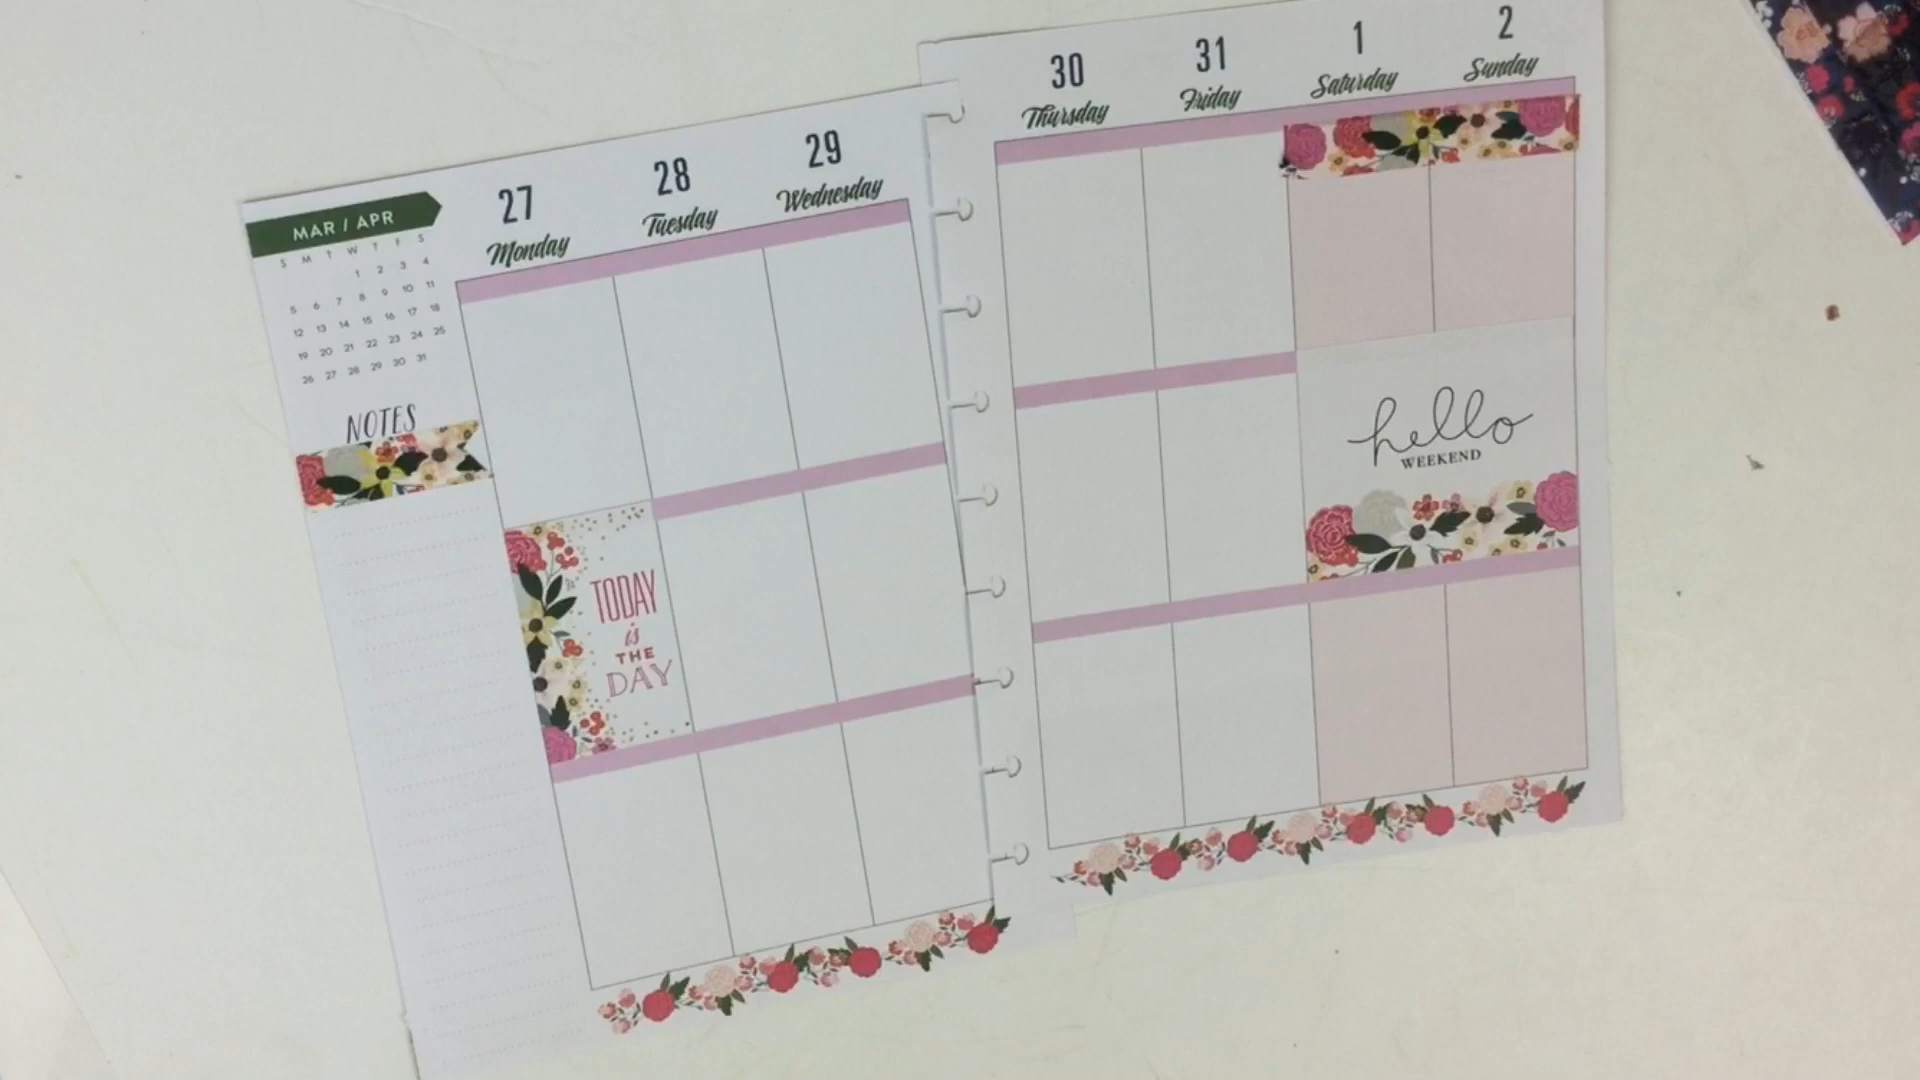 MAR / APR
S M T W T F S
1 2 3 4
5 6 7 8 9 10 11
12 13 14 15 16 17 18
19 20 21 22 23 24 25
26 27 28 29 30 31
NOTES
27
Monday
28
Tuesday
29
Wednesday
TODAY
is
THE
DAY
30
Thursday
31
Friday
1
Saturday
2
Sunday
hello
WEEKEND